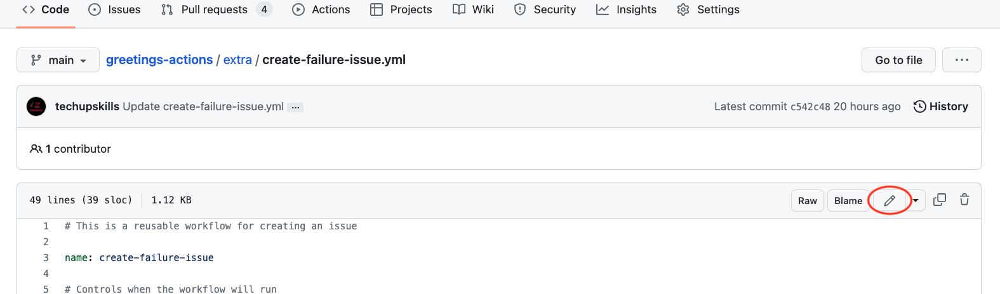 Code Issues Pull requests 4 Actions Projects Wiki Security Insights Settings
main greetings-actions / extra / create-failure-issue.yml Go to file ...
techupskills Update create-failure-issue.yml ... Latest commit c542c48 20 hours ago History
1 contributor
49 lines (39 sloc) 1.12 KB Raw Blame
1 # This is a reusable workflow for creating an issue
2
3 name: create-failure-issue
4
5 # Controls when the workflow will run